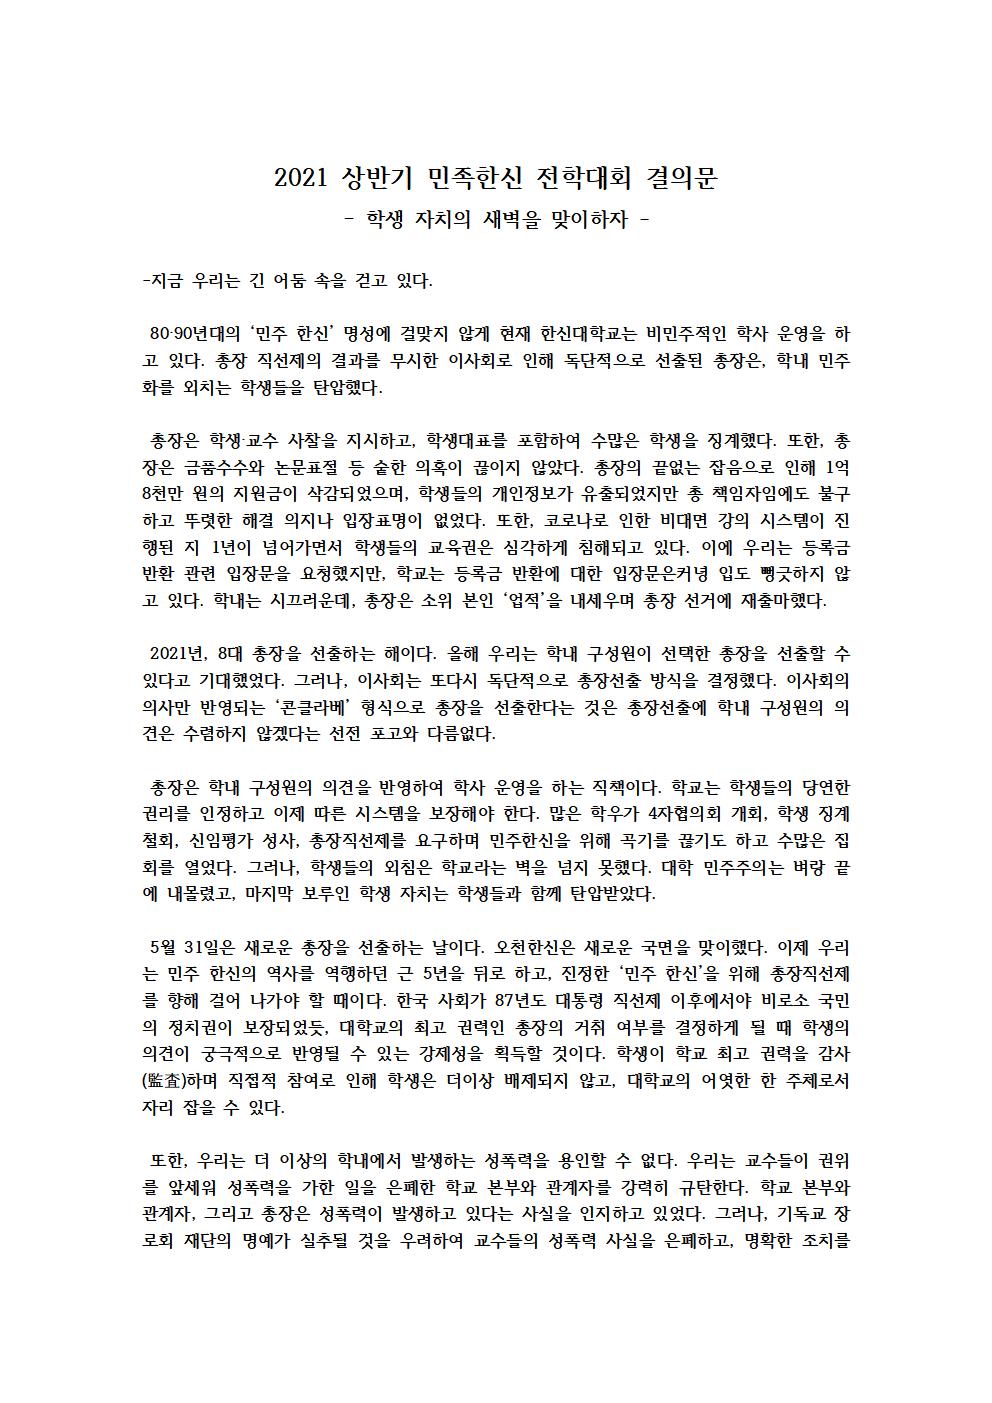 2021 상반기 민족한신 전학대회 결의문
- 학생 자치의 새벽을 맞이하자 -
-지금 우리는 긴 어둠 속을 걷고 있다.
80·90년대의 ‘민주 한신’ 명성에 걸맞지 않게 현재 한신대학교는 비민주적인 학사 운영을 하
고 있다. 총장 직선제의 결과를 무시한 이사회로 인해 독단적으로 선출된 총장은, 학내 민주
화를 외치는 학생들을 탄압했다.
총장은 학생·교수 사찰을 지시하고, 학생대표를 포함하여 수많은 학생을 징계했다. 또한, 총
장은 금품수수와 논문표절 등 숱한 의혹이 끊이지 않았다. 총장의 끝없는 잡음으로 인해 1억
8천만 원의 지원금이 삭감되었으며, 학생들의 개인정보가 유출되었지만 총 책임자임에도 불구
하고 뚜렷한 해결 의지나 입장표명이 없었다. 또한, 코로나로 인한 비대면 강의 시스템이 진
행된 지 1년이 넘어가면서 학생들의 교육권은 심각하게 침해되고 있다. 이에 우리는 등록금
반환 관련 입장문을 요청했지만, 학교는 등록금 반환에 대한 입장문은커녕 입도 뻥긋하지 않
고 있다. 학내는 시끄러운데, 총장은 소위 본인 ‘업적’을 내세우며 총장 선거에 재출마했다.
2021년, 8대 총장을 선출하는 해이다. 올해 우리는 학내 구성원이 선택한 총장을 선출할 수
있다고 기대했었다. 그러나, 이사회는 또다시 독단적으로 총장선출 방식을 결정했다. 이사회의
의사만 반영되는 ‘콘클라베’ 형식으로 총장을 선출한다는 것은 총장선출에 학내 구성원의 의
견은 수렴하지 않겠다는 선전 포고와 다름없다.
총장은 학내 구성원의 의견을 반영하여 학사 운영을 하는 직책이다. 학교는 학생들의 당연한
권리를 인정하고 이제 따른 시스템을 보장해야 한다. 많은 학우가 4자협의회 개회, 학생 징계
철회, 신임평가 성사, 총장직선제를 요구하며 민주한신을 위해 곡기를 끊기도 하고 수많은 집
회를 열었다. 그러나, 학생들의 외침은 학교라는 벽을 넘지 못했다. 대학 민주주의는 벼랑 끝
에 내몰렸고, 마지막 보루인 학생 자치는 학생들과 함께 탄압받았다.
5월 31일은 새로운 총장을 선출하는 날이다. 오천한신은 새로운 국면을 맞이했다. 이제 우리
는 민주 한신의 역사를 역행하던 근 5년을 뒤로 하고, 진정한 ‘민주 한신’을 위해 총장직선제
를 향해 걸어 나가야 할 때이다. 한국 사회가 87년도 대통령 직선제 이후에서야 비로소 국민
의 정치권이 보장되었듯, 대학교의 최고 권력인 총장의 거취 여부를 결정하게 될 때 학생의
의견이 궁극적으로 반영될 수 있는 강제성을 획득할 것이다. 학생이 학교 최고 권력을 감사
(監査)하며 직접적 참여로 인해 학생은 더이상 배제되지 않고, 대학교의 어엿한 한 주체로서
자리 잡을 수 있다.
또한, 우리는 더 이상의 학내에서 발생하는 성폭력을 용인할 수 없다. 우리는 교수들이 권위
를 앞세워 성폭력을 가한 일을 은폐한 학교 본부와 관계자를 강력히 규탄한다. 학교 본부와
관계자, 그리고 총장은 성폭력이 발생하고 있다는 사실을 인지하고 있었다. 그러나, 기독교 장
로회 재단의 명예가 실추될 것을 우려하여 교수들의 성폭력 사실을 은폐하고, 명확한 조치를